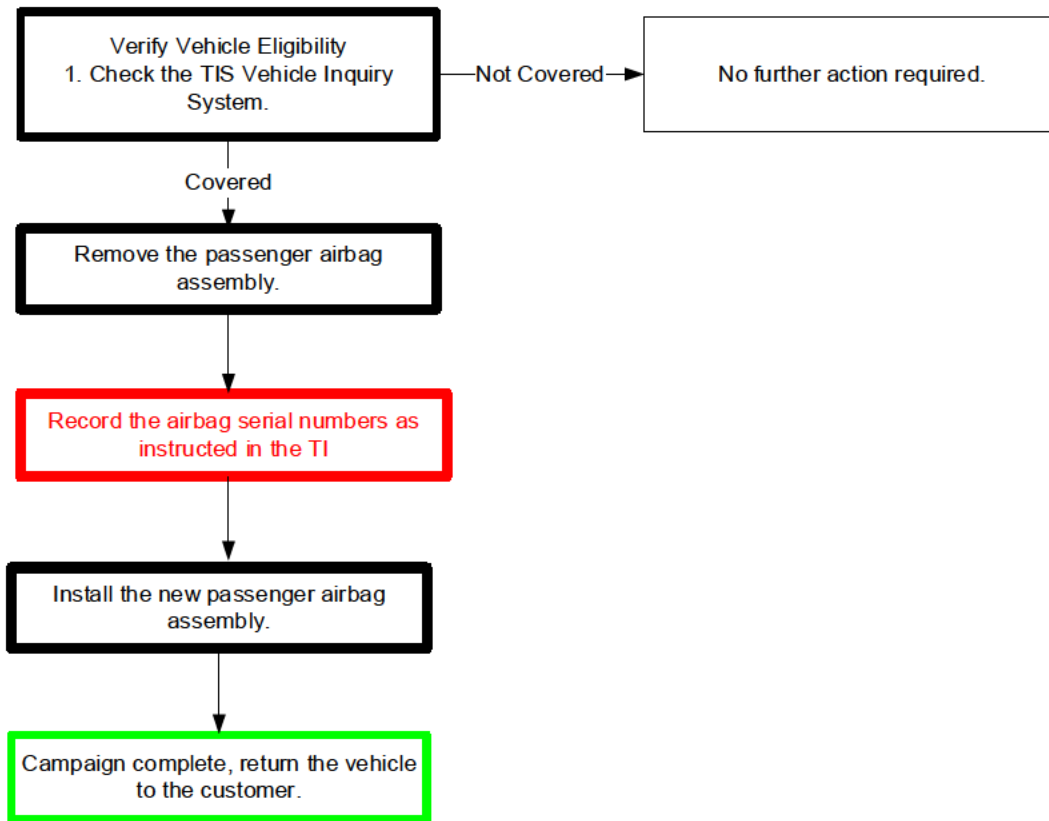 Verify Vehicle Eligibility
1. Check the TIS Vehicle Inquiry
System.
Not Covered
No further action required.
Covered
Remove the passenger airbag
assembly.
Record the airbag serial numbers as
instructed in the TI
Install the new passenger airbag
assembly.
Campaign complete, return the vehicle
to the customer.